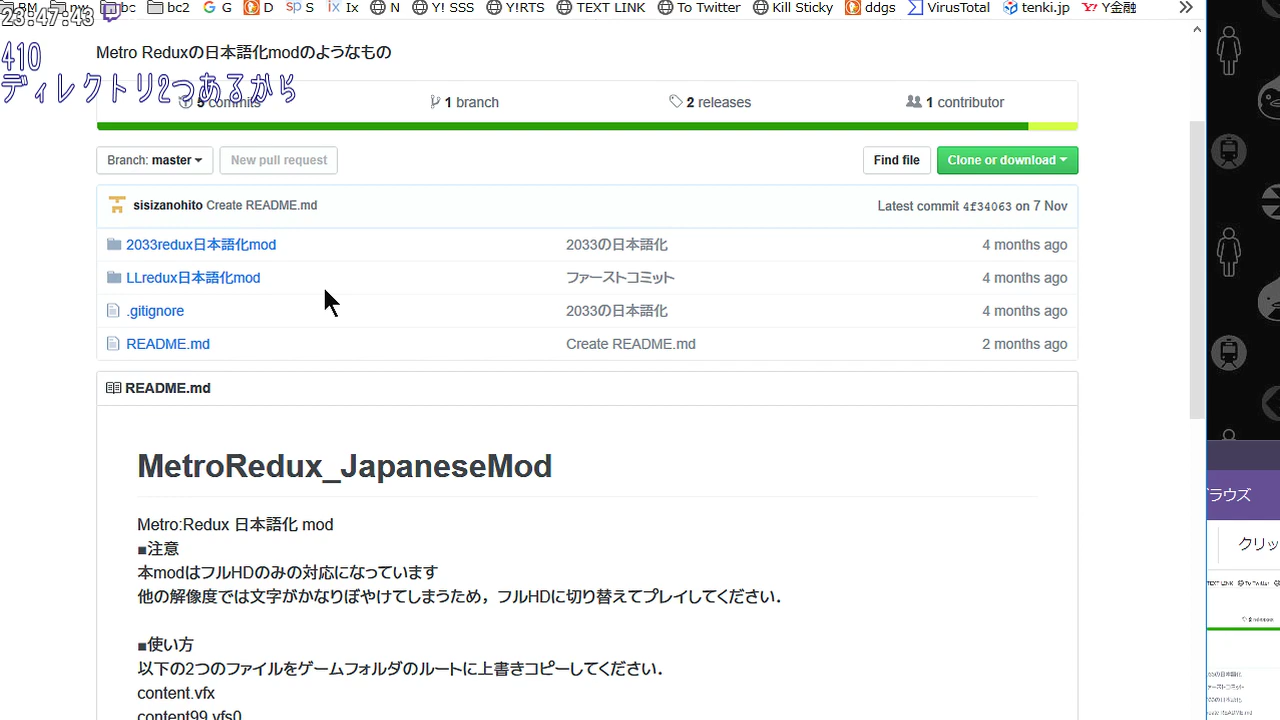 BM my bc bc2 G D S Ix N Y! SSS Y!RTS TEXT LINK To Twitter Kill Sticky ddgs VirusTotal tenki.jp Y金融
23:47:43
410
ディレクトリ2つあるから
Metro Reduxの日本語化modのようなもの
5 commits 1 branch 2 releases 1 contributor
Branch: master New pull request Find file Clone or download
sisizanohito Create README.md Latest commit 4f34063 on 7 Nov
2033redux日本語化mod 2033の日本語化 4 months ago
LLredux日本語化mod ファーストコミット 4 months ago
.gitignore 2033の日本語化 4 months ago
README.md Create README.md 2 months ago
README.md
MetroRedux_JapaneseMod
Metro:Redux 日本語化 mod
■注意
本modはフルHDのみの対応になっています
他の解像度では文字がかなりぼやけてしまうため，フルHDに切り替えてプレイしてください．
■使い方
以下の2つのファイルをゲームフォルダのルートに上書きコピーしてください．
content.vfx
content99.vfs0
ラウズ
クリッ